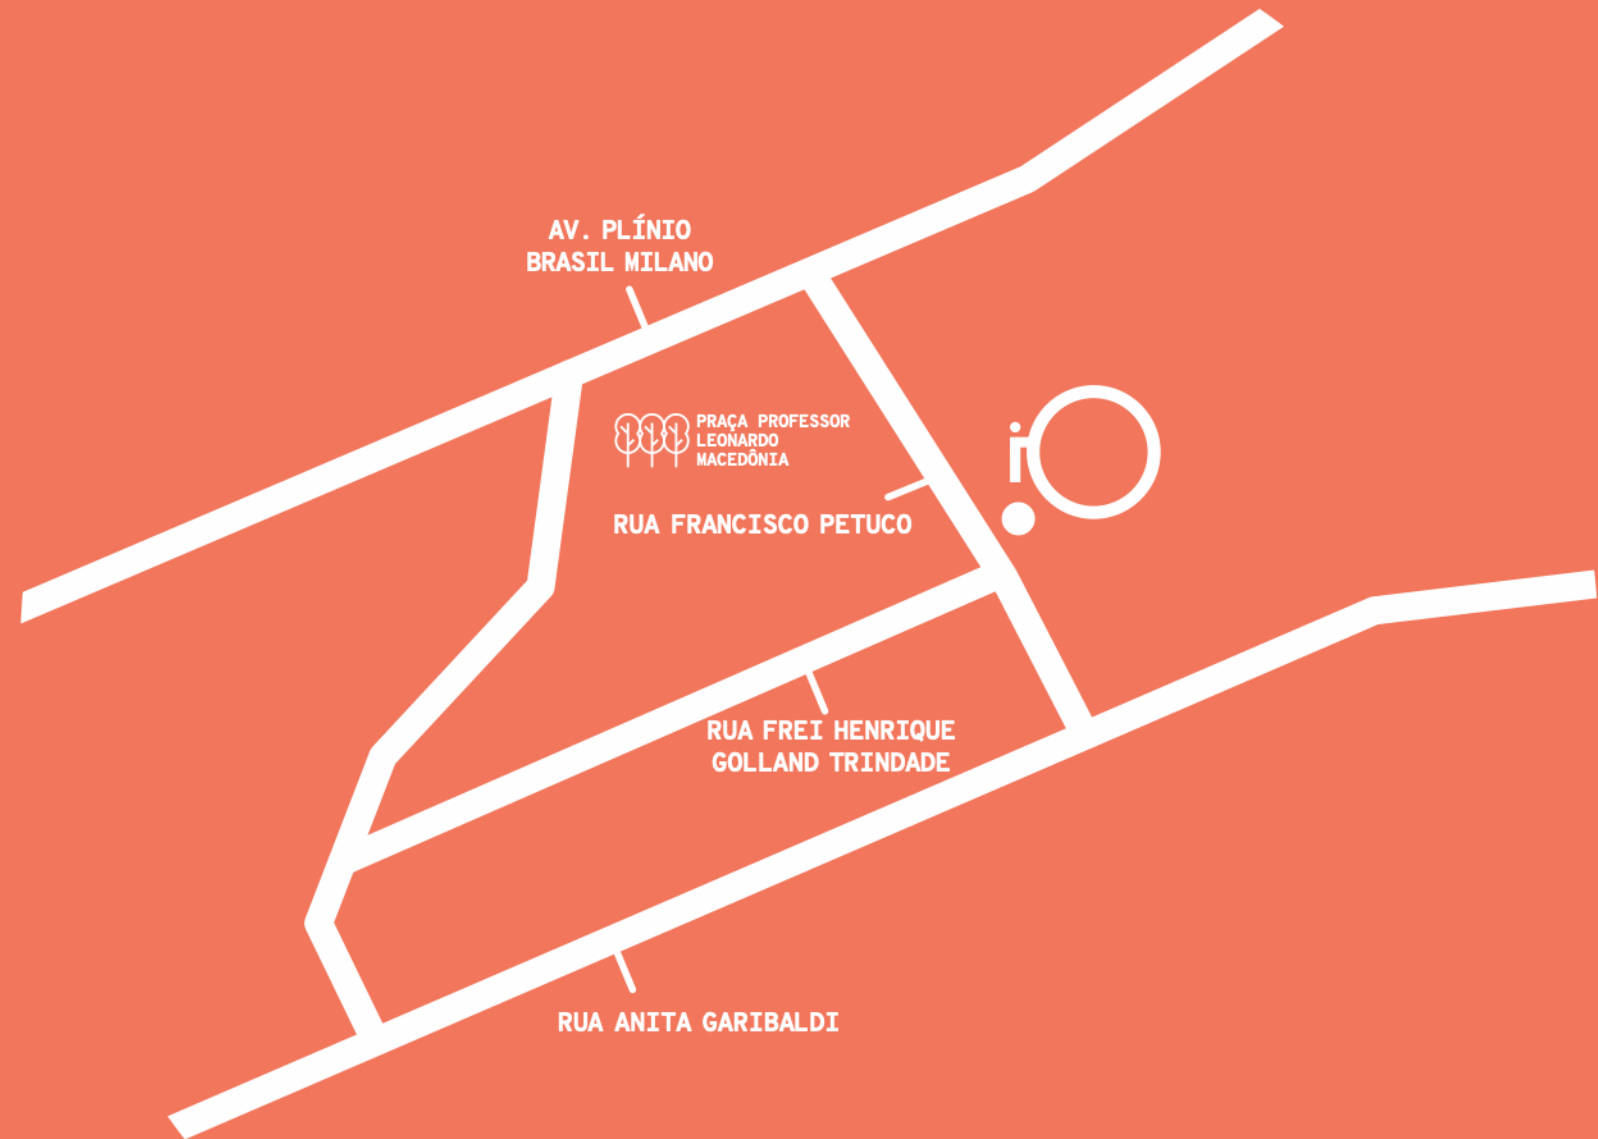 AV. PLÍNIO
BRASIL MILANO
PRAÇA PROFESSOR
LEONARDO
MACEDÔNIA
RUA FRANCISCO PETUCO
RUA FREI HENRIQUE
GOLLAND TRINDADE
RUA ANITA GARIBALDI